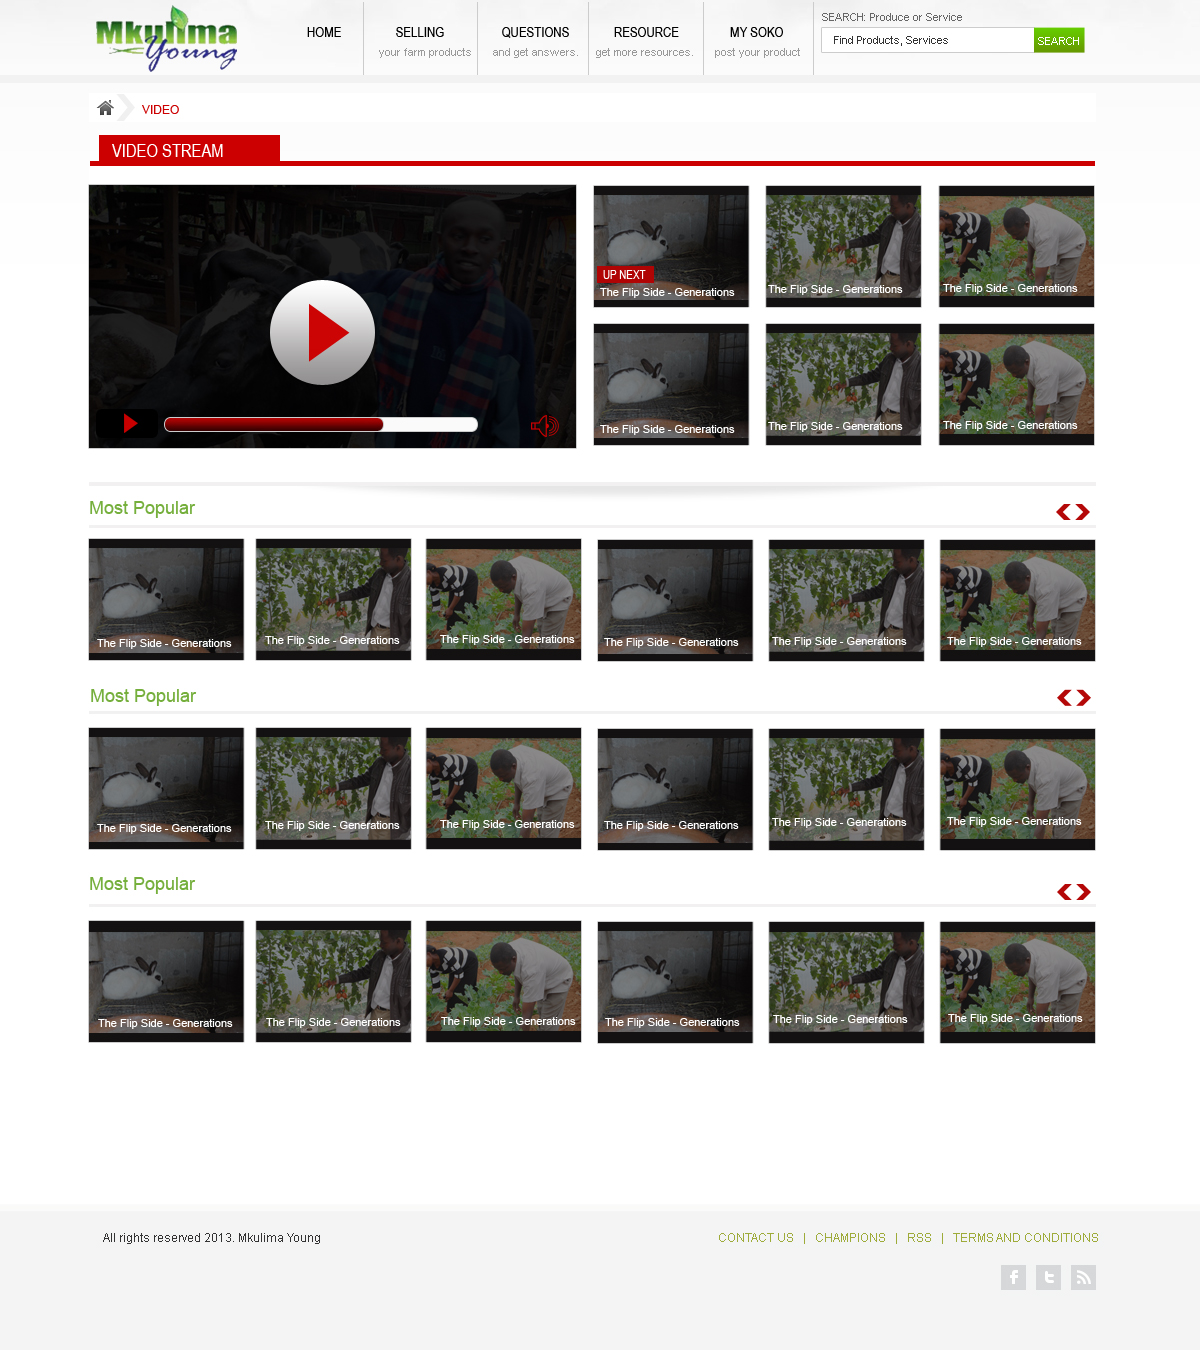 Mkulima
Young
HOME
SELLING
your farm products
QUESTIONS
and get answers.
RESOURCE
get more resources.
MY SOKO
post your product
SEARCH: Produce or Service
Find Products, Services
SEARCH
VIDEO
VIDEO STREAM
UP NEXT
The Flip Side - Generations
The Flip Side - Generations
The Flip Side - Generations
The Flip Side - Generations
The Flip Side - Generations
The Flip Side - Generations
Most Popular
The Flip Side - Generations
The Flip Side - Generations
The Flip Side - Generations
The Flip Side - Generations
The Flip Side - Generations
The Flip Side - Generations
Most Popular
The Flip Side - Generations
The Flip Side - Generations
The Flip Side - Generations
The Flip Side - Generations
The Flip Side - Generations
The Flip Side - Generations
Most Popular
The Flip Side - Generations
The Flip Side - Generations
The Flip Side - Generations
The Flip Side - Generations
The Flip Side - Generations
The Flip Side - Generations
All rights reserved 2013. Mkulima Young
CONTACT US | CHAMPIONS | RSS | TERMS AND CONDITIONS